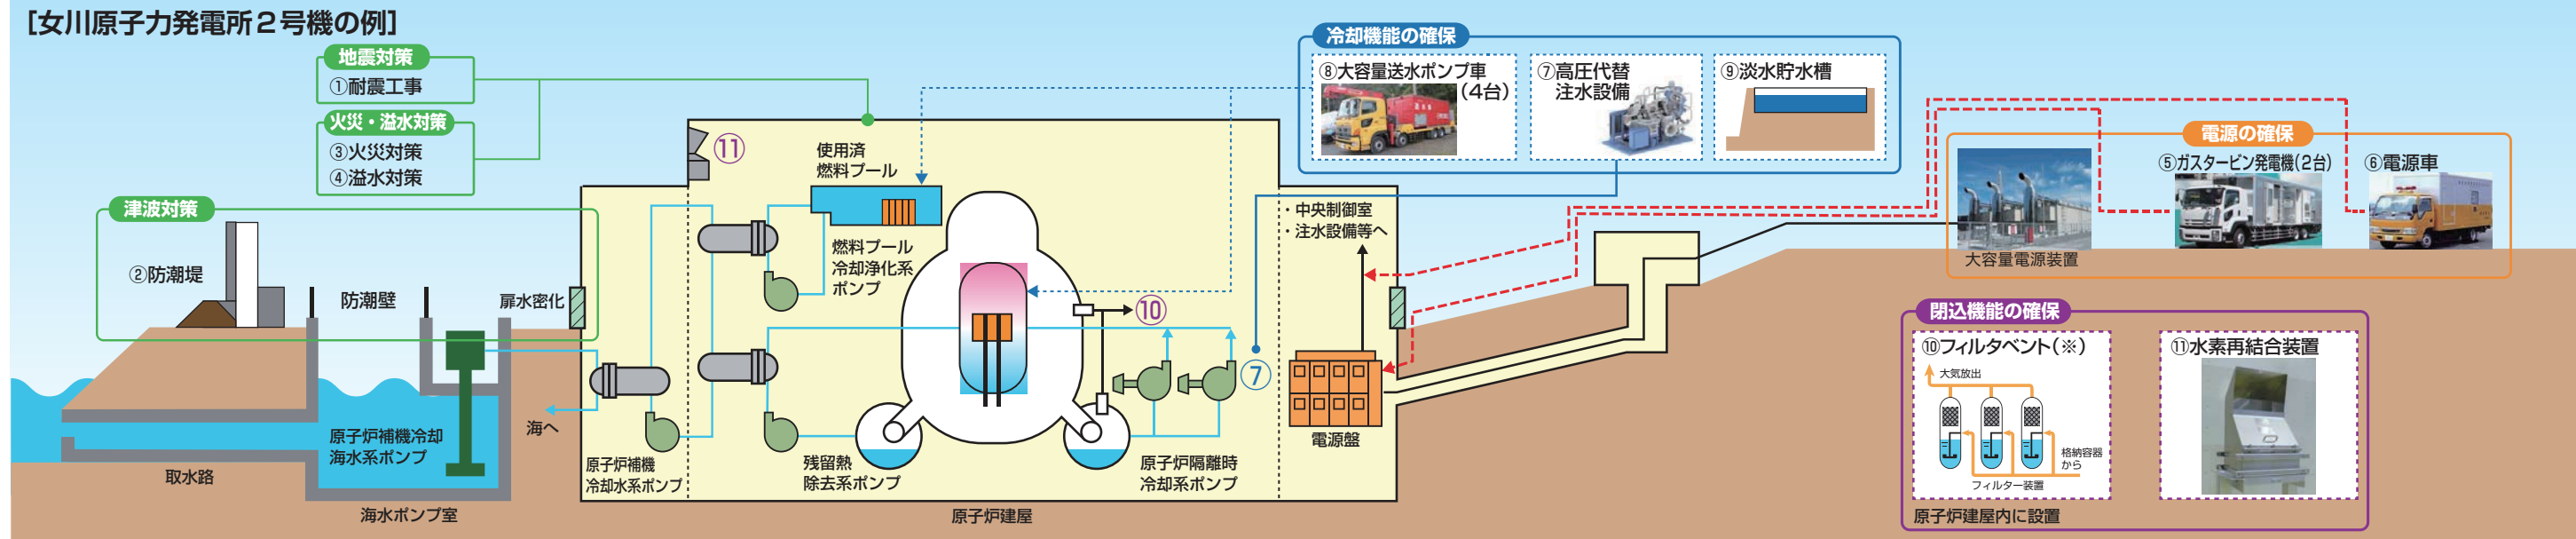 [女川原子力発電所２号機の例]
地震対策
①耐震工事
火災・溢水対策
③火災対策
④溢水対策
津波対策
②防潮堤
防潮壁
扉水密化
取水路
原子炉補機冷却
海水系ポンプ
海水ポンプ室
海へ
原子炉補機
冷却水系ポンプ
⑪
使用済
燃料プール
燃料プール
冷却浄化系
ポンプ
残留熱
除去系ポンプ
⑩
⑦
原子炉隔離時
冷却系ポンプ
原子炉建屋
・中央制御室
・注水設備等へ
電源盤
冷却機能の確保
⑧大容量送水ポンプ車
（4台）
⑦高圧代替
注水設備
⑨淡水貯水槽
電源の確保
大容量電源装置
⑤ガスタービン発電機（2台）
⑥電源車
閉込機能の確保
⑩フィルタベント（※）
大気放出
格納容器
から
フィルター装置
原子炉建屋内に設置
⑪水素再結合装置